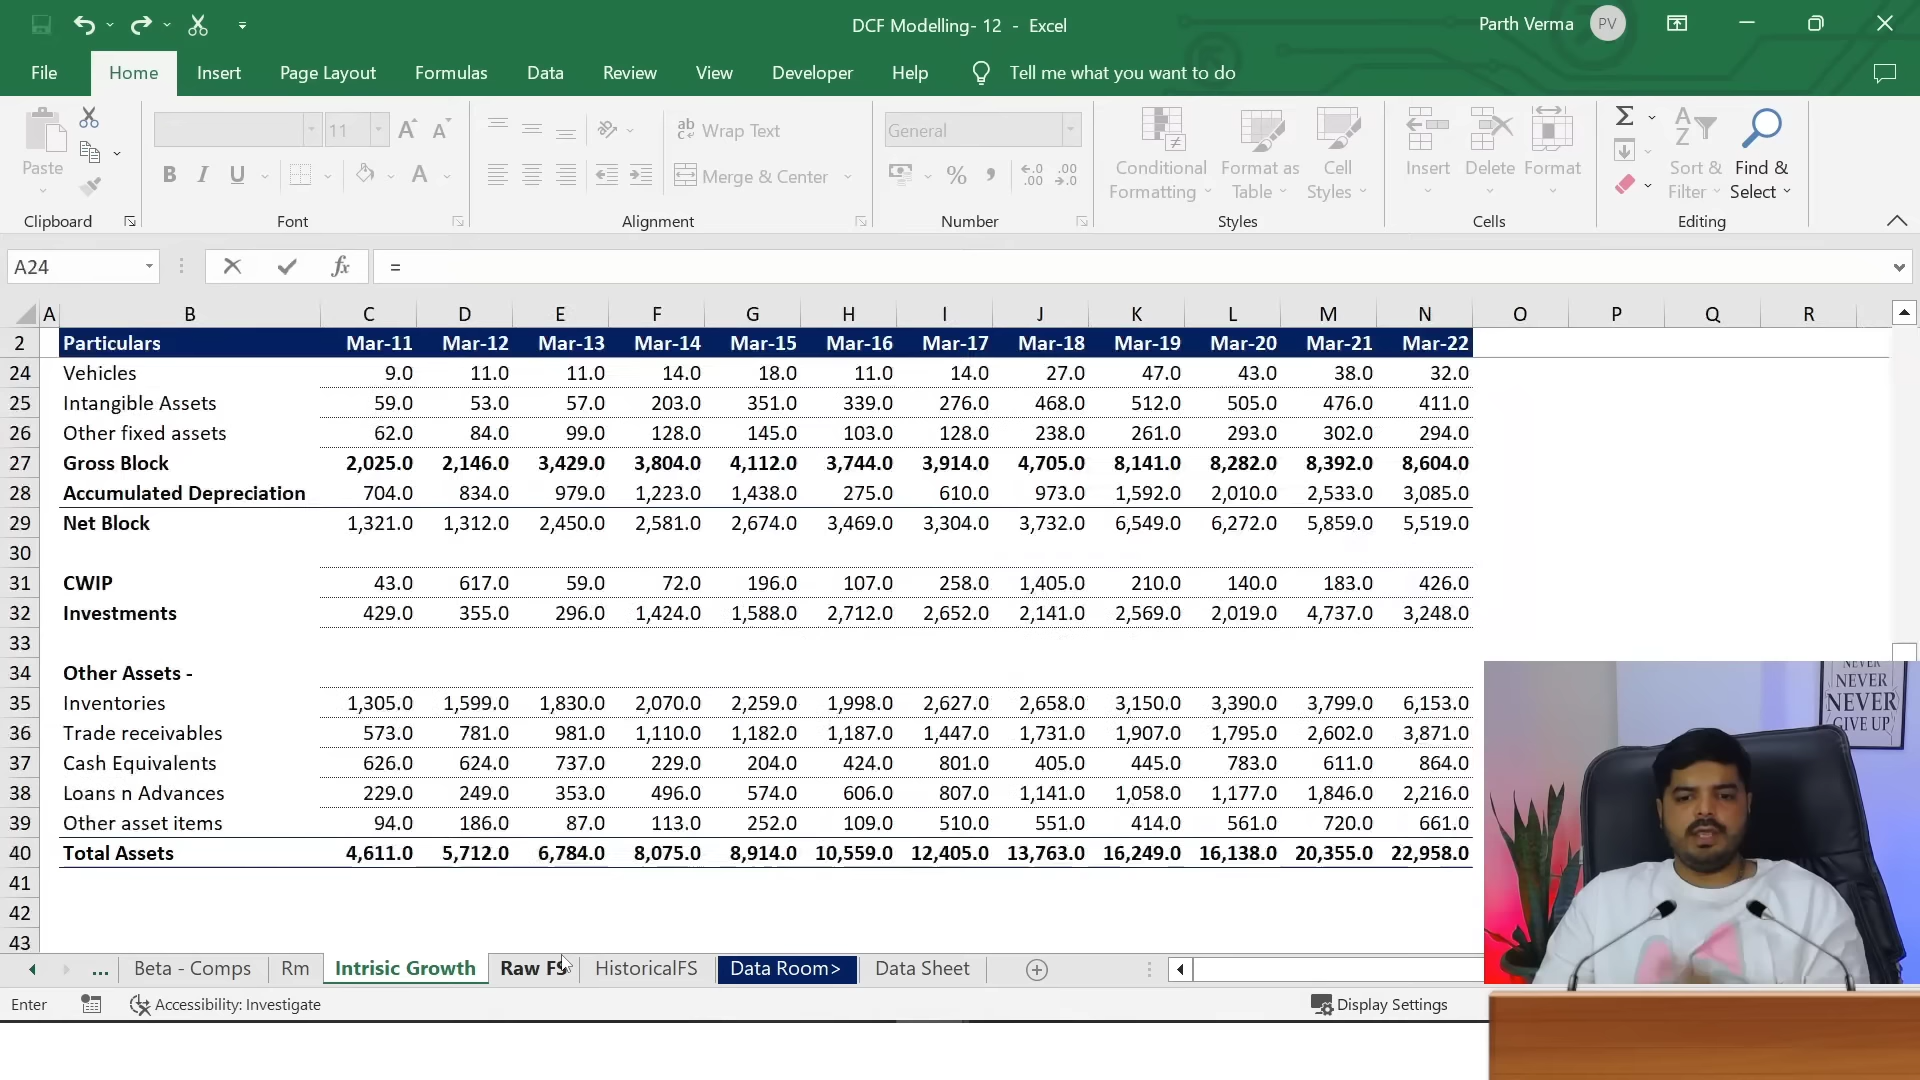 DCF Modelling- 12 - Excel
Parth Verma PV
File Home Insert Page Layout Formulas Data Review View Developer Help Tell me what you want to do
Paste
11
B I U
ab Wrap Text
Merge & Center
General
% ,
Conditional Formatting
Format as Table
Cell Styles
Insert Delete Format
Sort & Filter
Find & Select
Clipboard Font Alignment Number Styles Cells Editing
A24 fx =
A B C D E F G H I J K L M N O P Q R
2 Particulars Mar-11 Mar-12 Mar-13 Mar-14 Mar-15 Mar-16 Mar-17 Mar-18 Mar-19 Mar-20 Mar-21 Mar-22
24 Vehicles 9.0 11.0 11.0 14.0 18.0 11.0 14.0 27.0 47.0 43.0 38.0 32.0
25 Intangible Assets 59.0 53.0 57.0 203.0 351.0 339.0 276.0 468.0 512.0 505.0 476.0 411.0
26 Other fixed assets 62.0 84.0 99.0 128.0 145.0 103.0 128.0 238.0 261.0 293.0 302.0 294.0
27 Gross Block 2,025.0 2,146.0 3,429.0 3,804.0 4,112.0 3,744.0 3,914.0 4,705.0 8,141.0 8,282.0 8,392.0 8,604.0
28 Accumulated Depreciation 704.0 834.0 979.0 1,223.0 1,438.0 275.0 610.0 973.0 1,592.0 2,010.0 2,533.0 3,085.0
29 Net Block 1,321.0 1,312.0 2,450.0 2,581.0 2,674.0 3,469.0 3,304.0 3,732.0 6,549.0 6,272.0 5,859.0 5,519.0
30
31 CWIP 43.0 617.0 59.0 72.0 196.0 107.0 258.0 1,405.0 210.0 140.0 183.0 426.0
32 Investments 429.0 355.0 296.0 1,424.0 1,588.0 2,712.0 2,652.0 2,141.0 2,569.0 2,019.0 4,737.0 3,248.0
33
34 Other Assets -
35 Inventories 1,305.0 1,599.0 1,830.0 2,070.0 2,259.0 1,998.0 2,627.0 2,658.0 3,150.0 3,390.0 3,799.0 6,153.0
36 Trade receivables 573.0 781.0 981.0 1,110.0 1,182.0 1,187.0 1,447.0 1,731.0 1,907.0 1,795.0 2,602.0 3,871.0
37 Cash Equivalents 626.0 624.0 737.0 229.0 204.0 424.0 801.0 405.0 445.0 783.0 611.0 864.0
38 Loans n Advances 229.0 249.0 353.0 496.0 574.0 606.0 807.0 1,141.0 1,058.0 1,177.0 1,846.0 2,216.0
39 Other asset items 94.0 186.0 87.0 113.0 252.0 109.0 510.0 551.0 414.0 561.0 720.0 661.0
40 Total Assets 4,611.0 5,712.0 6,784.0 8,075.0 8,914.0 10,559.0 12,405.0 13,763.0 16,249.0 16,138.0 20,355.0 22,958.0
41
42
43
NEVER
NEVER
NEVER
GIVE UP
... Beta - Comps Rm Intrisic Growth Raw FS HistoricalFS Data Room> Data Sheet
Enter Accessibility: Investigate Display Settings